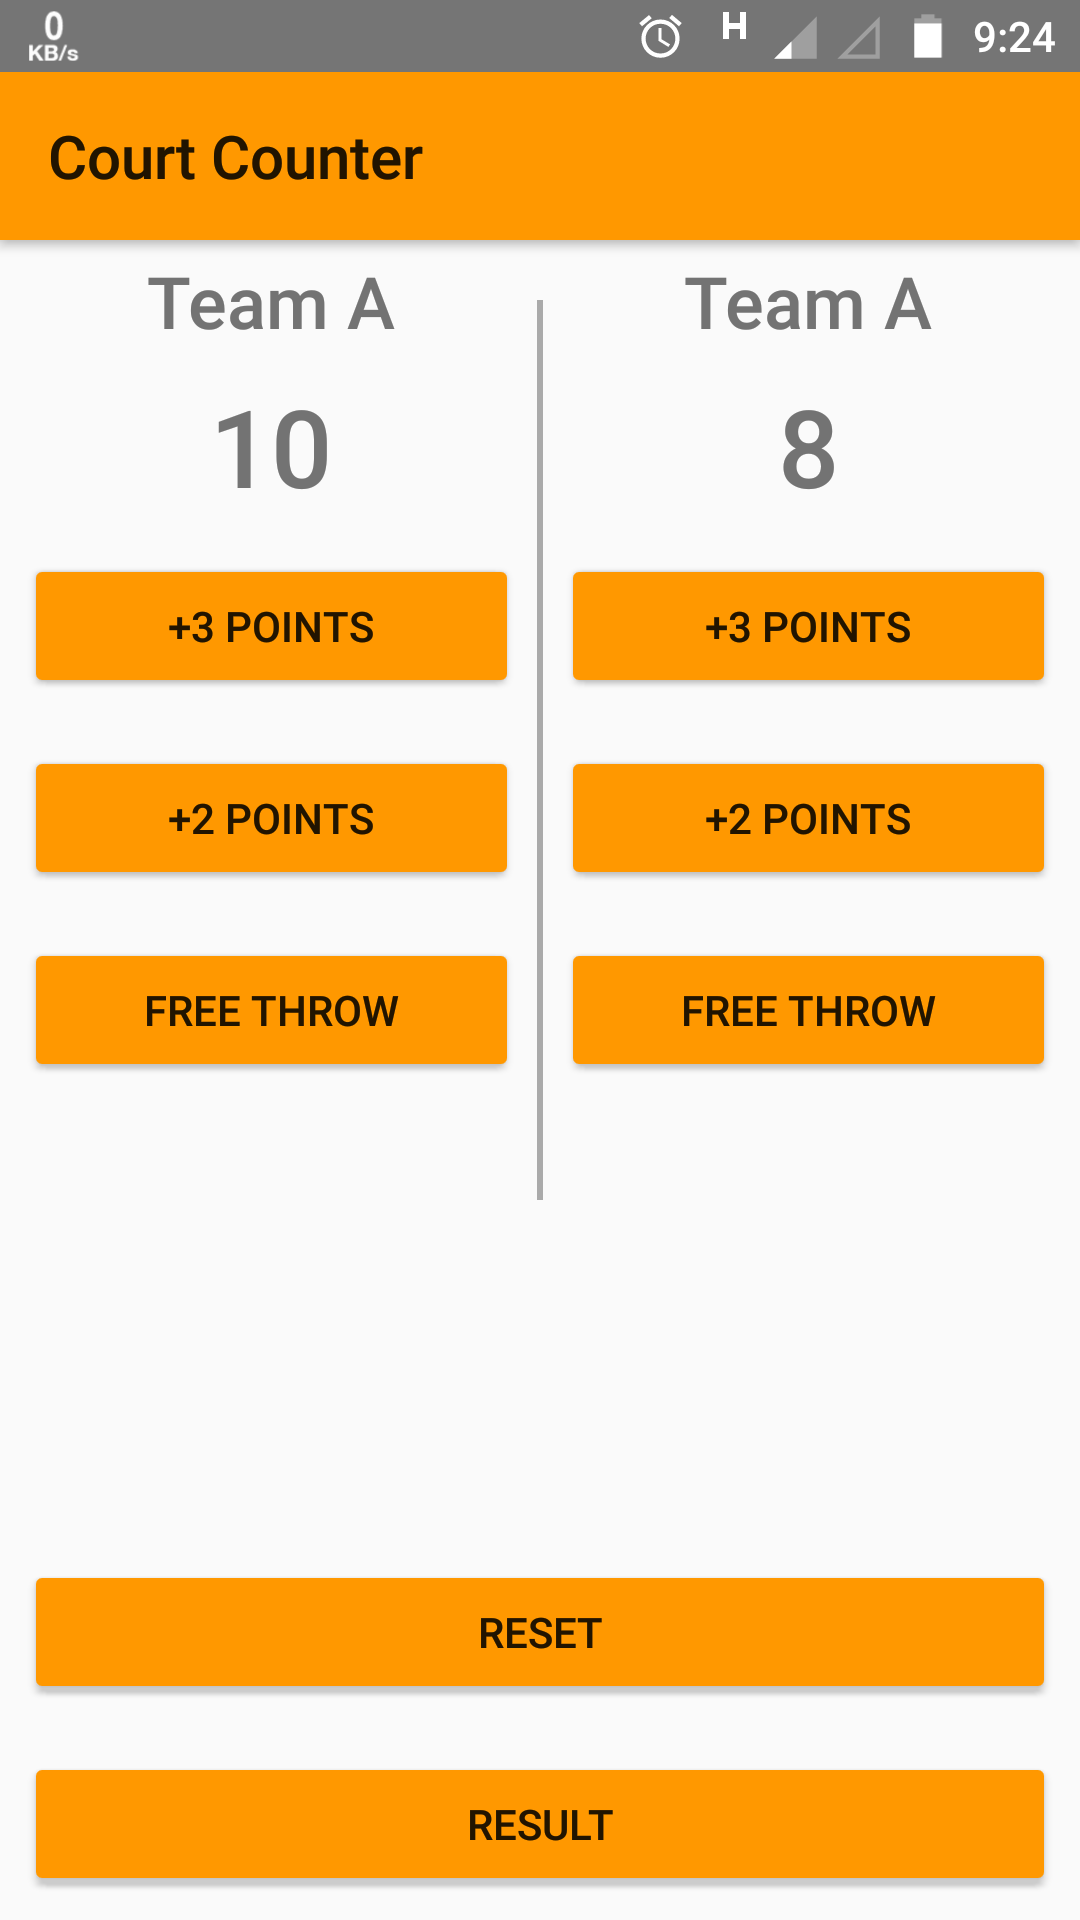 0
KB/s
H
9:24
Court Counter
Team A
10
+3 POINTS
+2 POINTS
FREE THROW
Team A
8
+3 POINTS
+2 POINTS
FREE THROW
RESET
RESULT